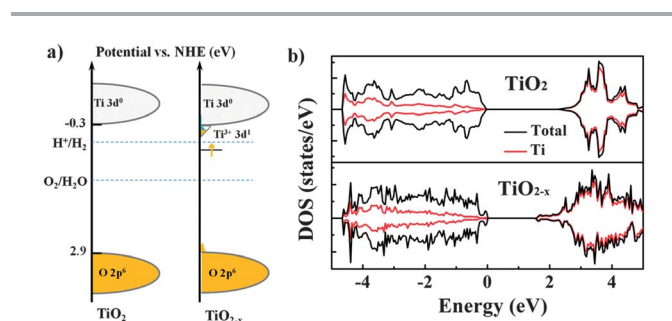 a)
Potential vs. NHE (eV)
Ti 3d⁰
Ti 3d⁰
-0.3
Ti³⁺ 3d¹
H⁺/H₂
O₂/H₂O
2.9
O 2p⁶
O 2p⁶
TiO₂
TiO₂₋ₓ
b)
DOS (states/eV)
TiO₂
Total
Ti
TiO₂₋ₓ
-4
-2
0
2
4
Energy (eV)